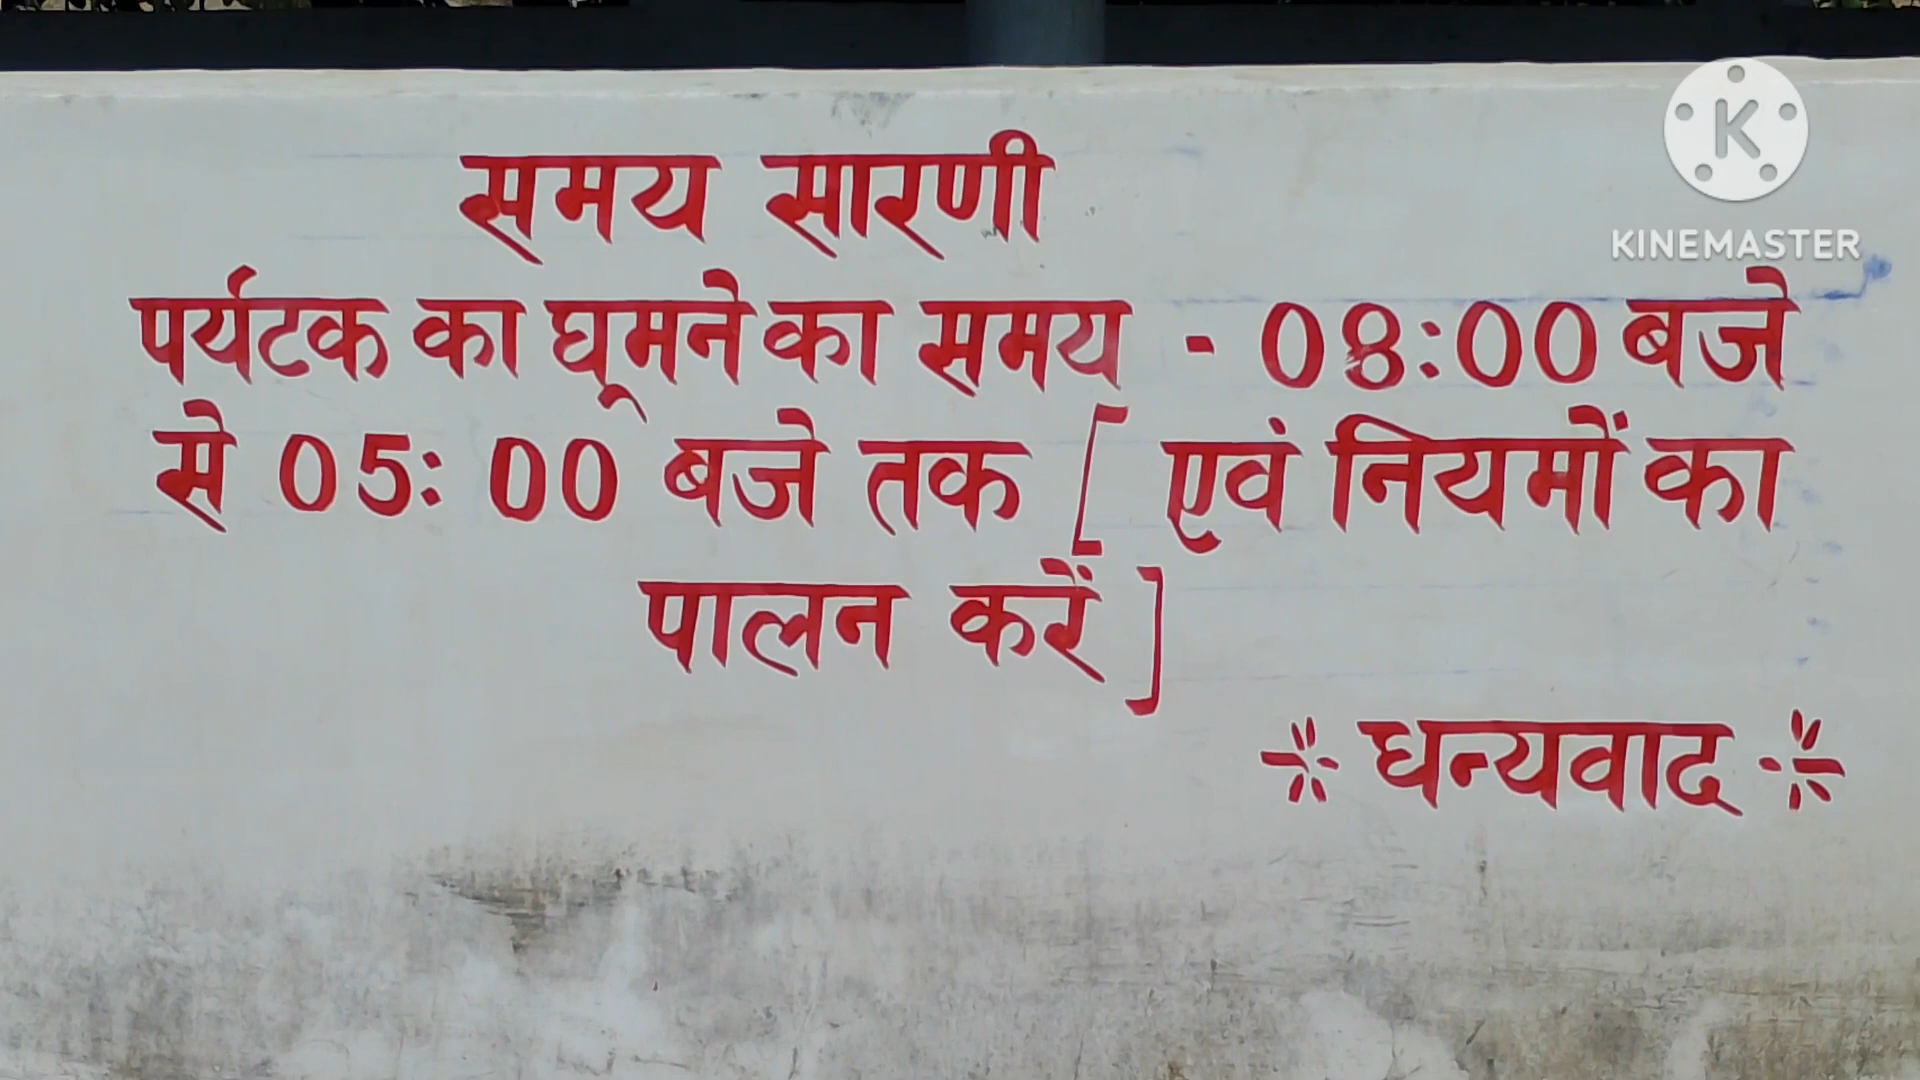 समय सारणी
पर्यटक का घूमने का समय - 08:00 बजे
से 05: 00 बजे तक [ एवं नियमों का
पालन करें ]
* धन्यवाद *
K
KINEMASTER